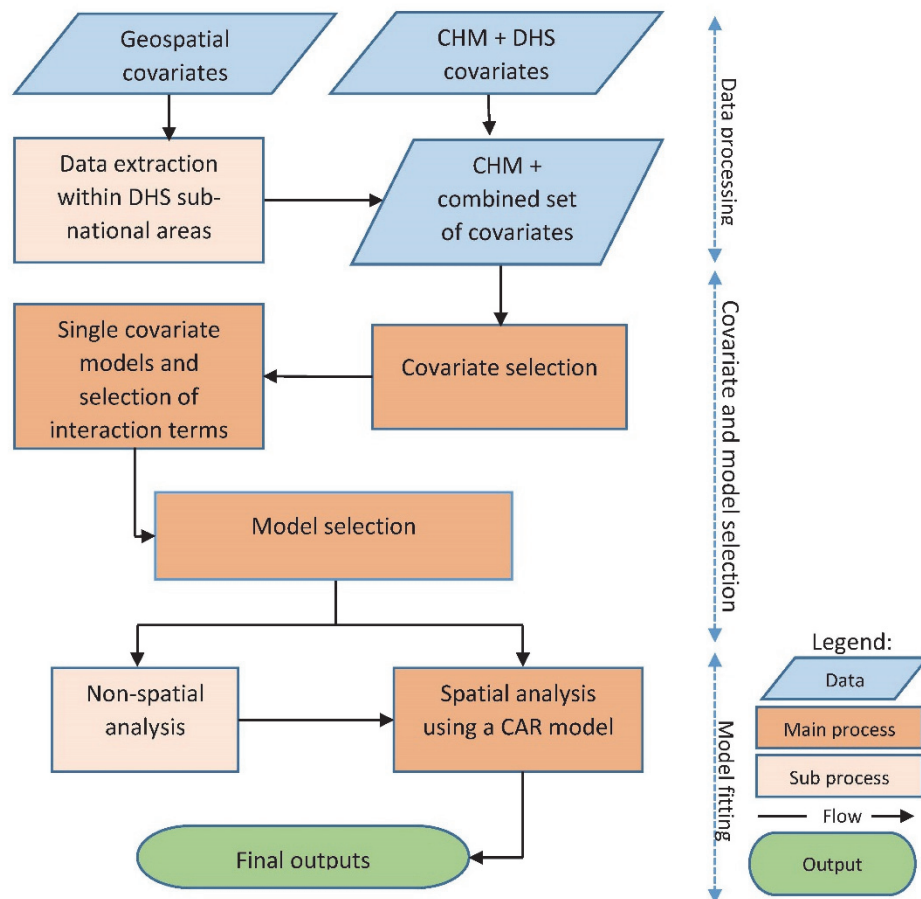 Geospatial
covariates
CHM + DHS
covariates
Data extraction
within DHS sub-
national areas
CHM +
combined set
of covariates
Single covariate
models and
selection of
interaction terms
Covariate selection
Model selection
Non-spatial
analysis
Spatial analysis
using a CAR model
Final outputs
Data processing
Covariate and model selection
Model fitting
Legend:
Data
Main process
Sub process
Flow
Output